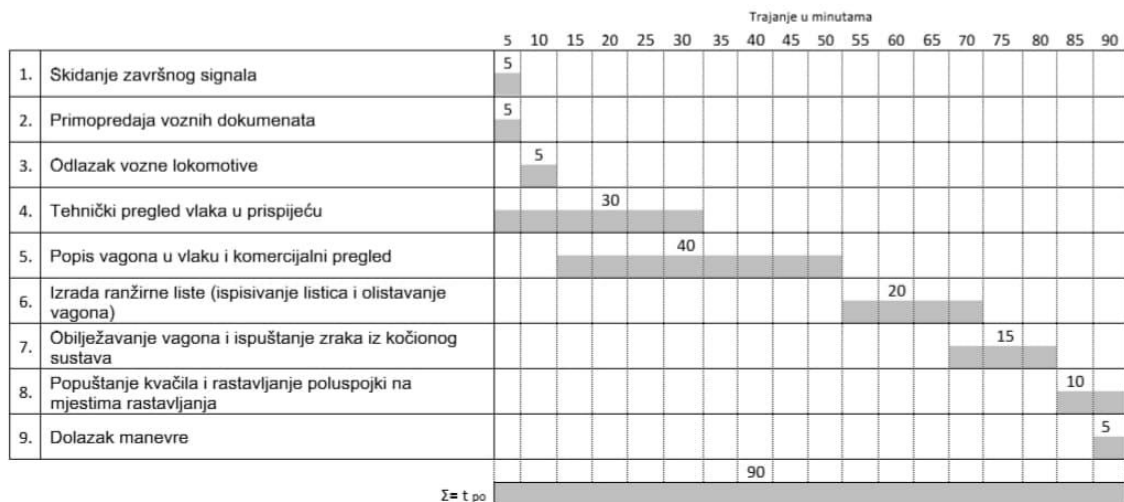 Trajanje u minutama
5 10 15 20 25 30 35 40 45 50 55 60 65 70 75 80 85 90
1. Skidanje završnog signala 5
2. Primopredaja voznih dokumenata 5
3. Odlazak vozne lokomotive 5
4. Tehnički pregled vlaka u prispijeću 30
5. Popis vagona u vlaku i komercijalni pregled 40
6. Izrada ranžirne liste (ispisivanje listica i olistavanje
vagona) 20
7. Obilježavanje vagona i ispuštanje zraka iz kočionog
sustava 15
8. Popuštanje kvačila i rastavljanje poluspojki na
mjestima rastavljanja 10
9. Dolazak manevre 5
90
Σ= t po